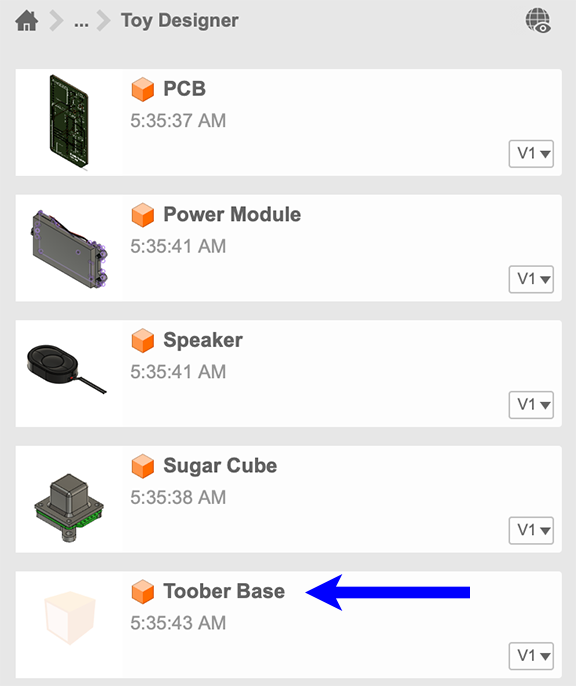 ... Toy Designer
PCB
5:35:37 AM
V1
Power Module
5:35:41 AM
V1
Speaker
5:35:41 AM
V1
Sugar Cube
5:35:38 AM
V1
Toober Base
5:35:43 AM
V1